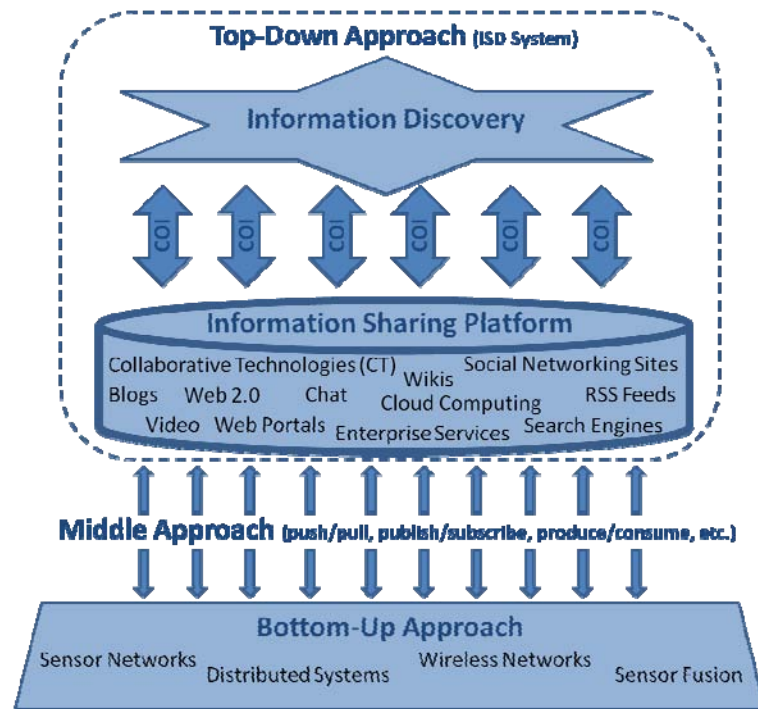 Top-Down Approach (ISD System)
Information Discovery
COI COI COI COI COI COI
Information Sharing Platform
Collaborative Technologies (CT) Social Networking Sites
Wikis
Blogs Web 2.0 Chat RSS Feeds
Cloud Computing
Video Web Portals Search Engines
Enterprise Services
Middle Approach (push/pull, publish/subscribe, produce/consume, etc.)
Bottom-Up Approach
Sensor Networks Wireless Networks
Distributed Systems Sensor Fusion